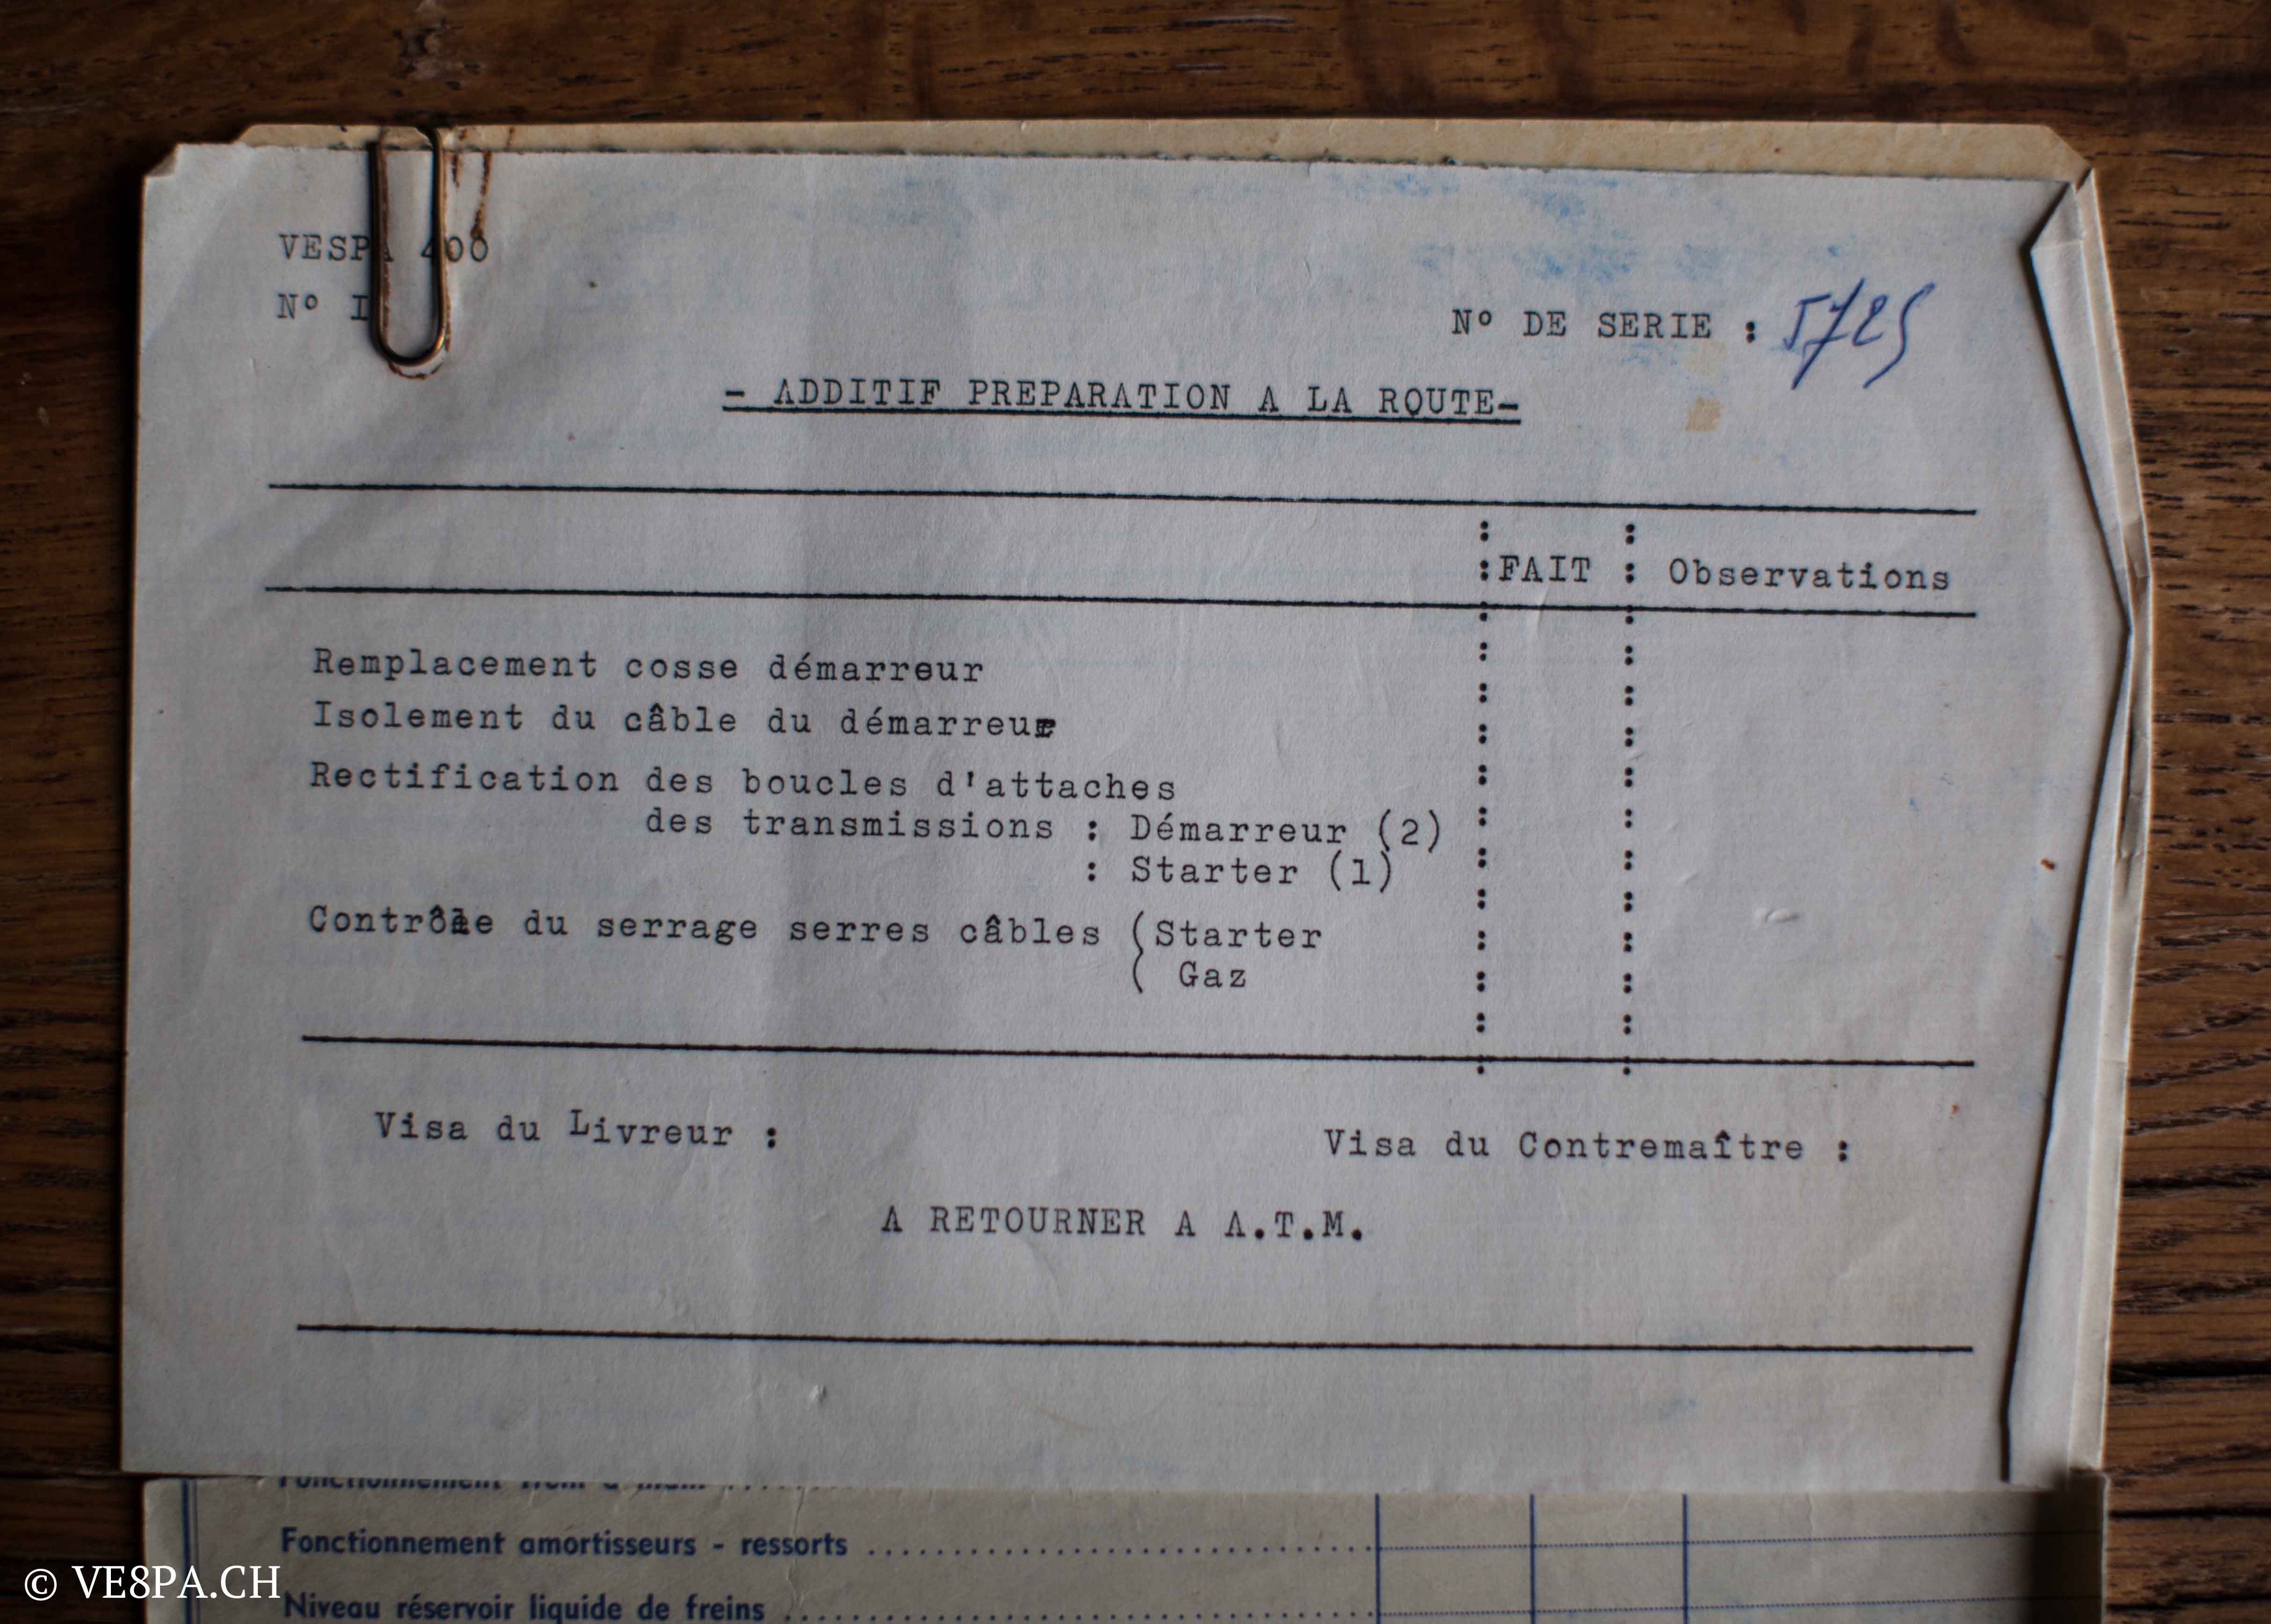 VESPA 400
N° I
N° DE SERIE : 5725
- ADDITIF PREPARATION A LA ROUTE-
:FAIT : Observations
Remplacement cosse démarreur
Isolement du câble du démarreur
Rectification des boucles d'attaches
des transmissions : Démarreur (2)
: Starter (1)
Contrôle du serrage serres câbles (Starter
( Gaz
Visa du Livreur :
Visa du Contremaître :
A RETOURNER A A.T.M.
Fonctionnement amortisseurs - ressorts
Niveau réservoir liquide de freins
© VE8PA.CH